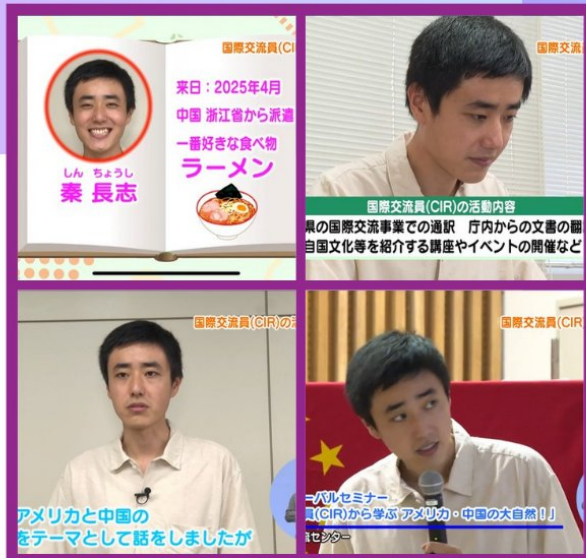 国際交流員(CI
来日：2025年4月
中国 浙江省から派遣
一番好きな食べ物
ラーメン
しん ちょうし
秦 長志
国際交流
国際交流員(CIR)の活動内容
県の国際交流事業での通訳 庁内からの文書の翻
自国文化等を紹介する講座やイベントの開催など
国際交流員(CIR)の
アメリカと中国の
をテーマとして話をしましたが
国際交流員(CIR
ーバルセミナー
員(CIR)から学ぶ アメリカ・中国の大自然！」
センター